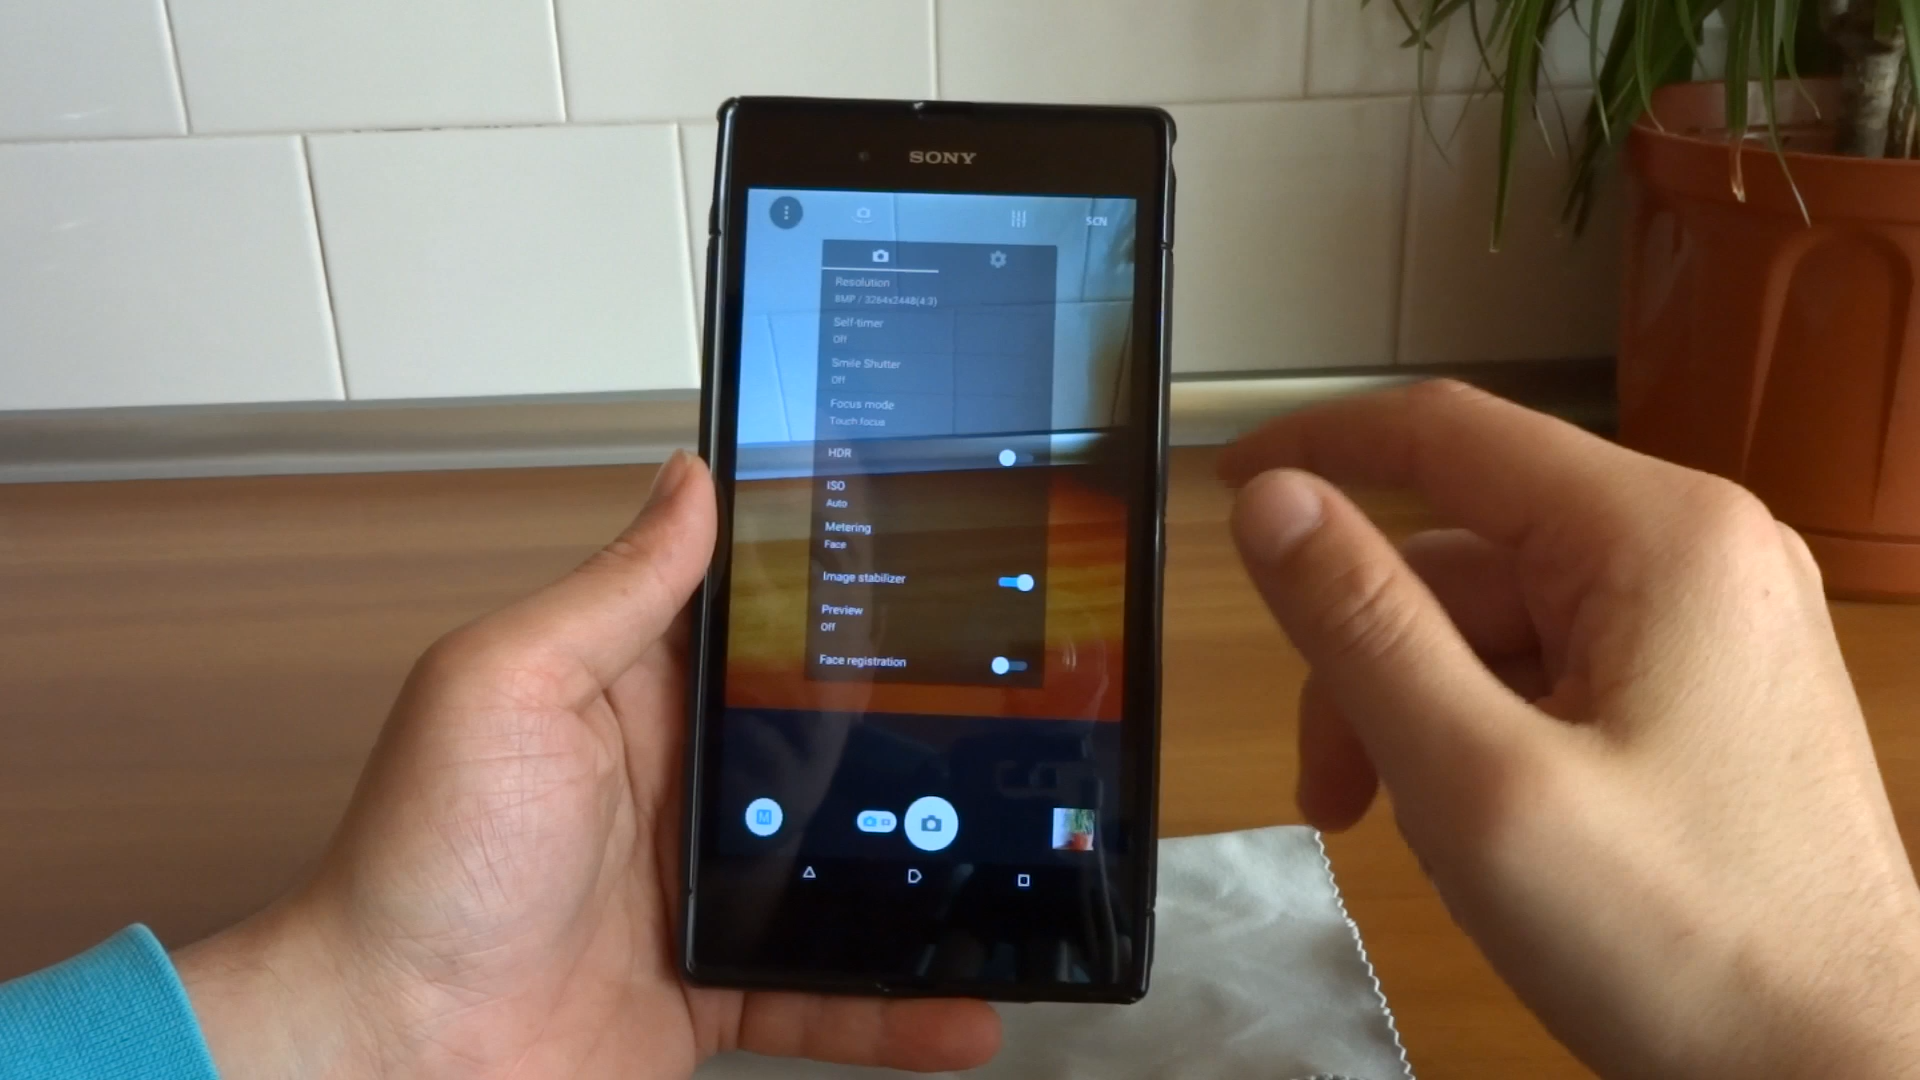 SONY
SCN
Resolution
8MP / 3264x2448(4:3)
Self-timer
Off
Smile Shutter
Off
Focus mode
Touch focus
HDR
ISO
Auto
Metering
Face
Image stabilizer
Preview
Off
Face registration
M